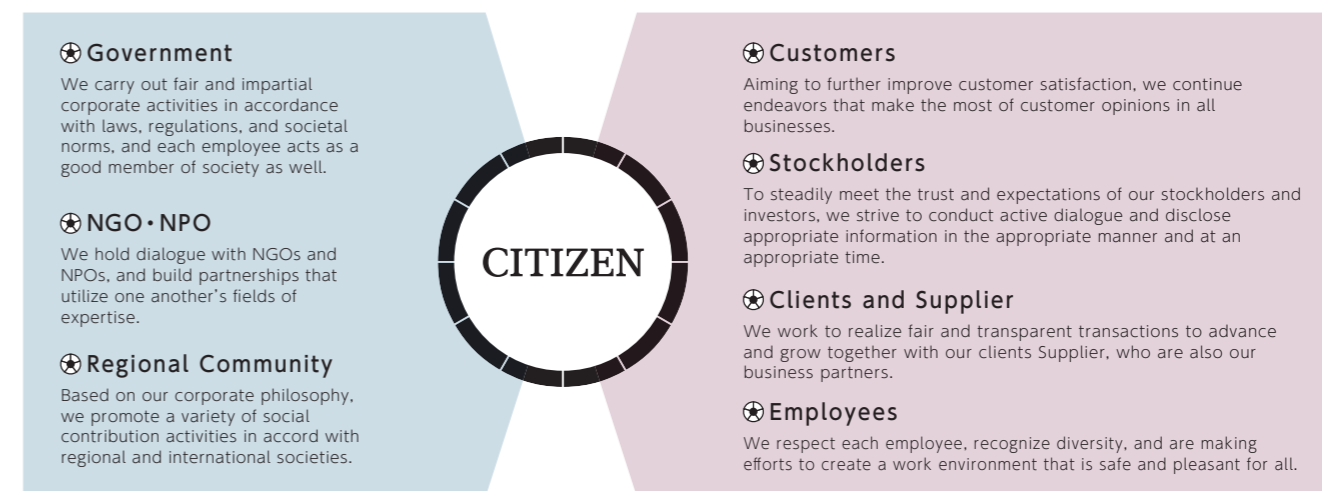 Government
We carry out fair and impartial
corporate activities in accordance
with laws, regulations, and societal
norms, and each employee acts as a
good member of society as well.
NGO・NPO
We hold dialogue with NGOs and
NPOs, and build partnerships that
utilize one another's fields of
expertise.
Regional Community
Based on our corporate philosophy,
we promote a variety of social
contribution activities in accord with
regional and international societies.
CITIZEN
Customers
Aiming to further improve customer satisfaction, we continue
endeavors that make the most of customer opinions in all
businesses.
Stockholders
To steadily meet the trust and expectations of our stockholders and
investors, we strive to conduct active dialogue and disclose
appropriate information in the appropriate manner and at an
appropriate time.
Clients and Supplier
We work to realize fair and transparent transactions to advance
and grow together with our clients Supplier, who are also our
business partners.
Employees
We respect each employee, recognize diversity, and are making
efforts to create a work environment that is safe and pleasant for all.